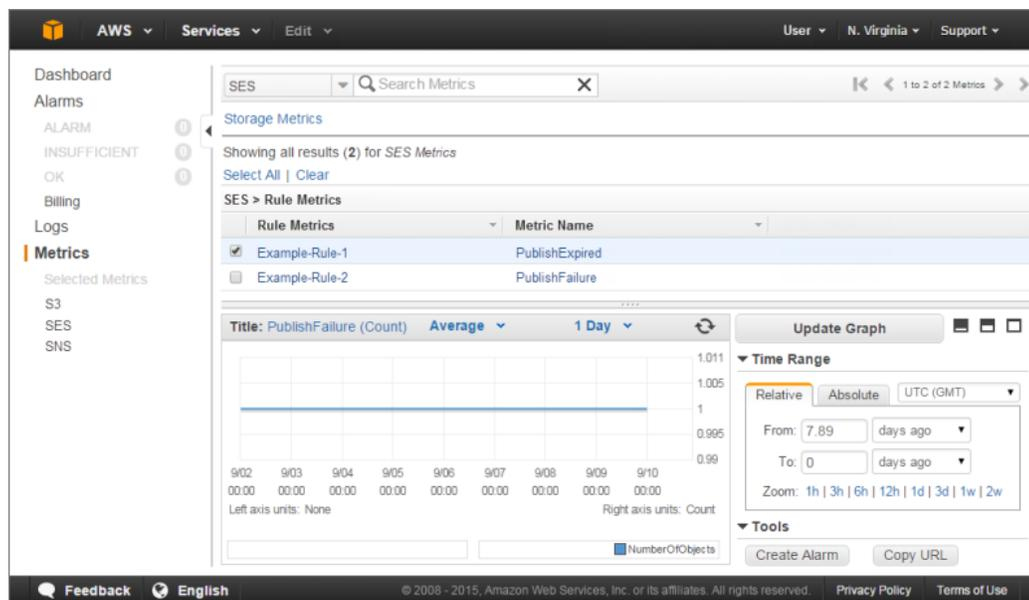 AWS Services Edit User N. Virginia Support
Dashboard
Alarms
ALARM 0
INSUFFICIENT 0
OK 0
Billing
Logs
Metrics
Selected Metrics
S3
SES
SNS
SES Search Metrics 1 to 2 of 2 Metrics
Storage Metrics
Showing all results (2) for SES Metrics
Select All | Clear
SES > Rule Metrics
Rule Metrics Metric Name
Example-Rule-1 PublishExpired
Example-Rule-2 PublishFailure
Title: PublishFailure (Count) Average 1 Day
1.011
1.005
1
0.995
0.99
9/02 9/03 9/04 9/05 9/06 9/07 9/08 9/09 9/10
00:00 00:00 00:00 00:00 00:00 00:00 00:00 00:00 00:00
Left axis units: None Right axis units: Count
NumberOfObjects
Update Graph
Time Range
Relative Absolute UTC (GMT)
From: 7.89 days ago
To: 0 days ago
Zoom: 1h | 3h | 6h | 12h | 1d | 3d | 1w | 2w
Tools
Create Alarm Copy URL
Feedback English © 2008 - 2015, Amazon Web Services, Inc. or its affiliates. All rights reserved. Privacy Policy Terms of Use